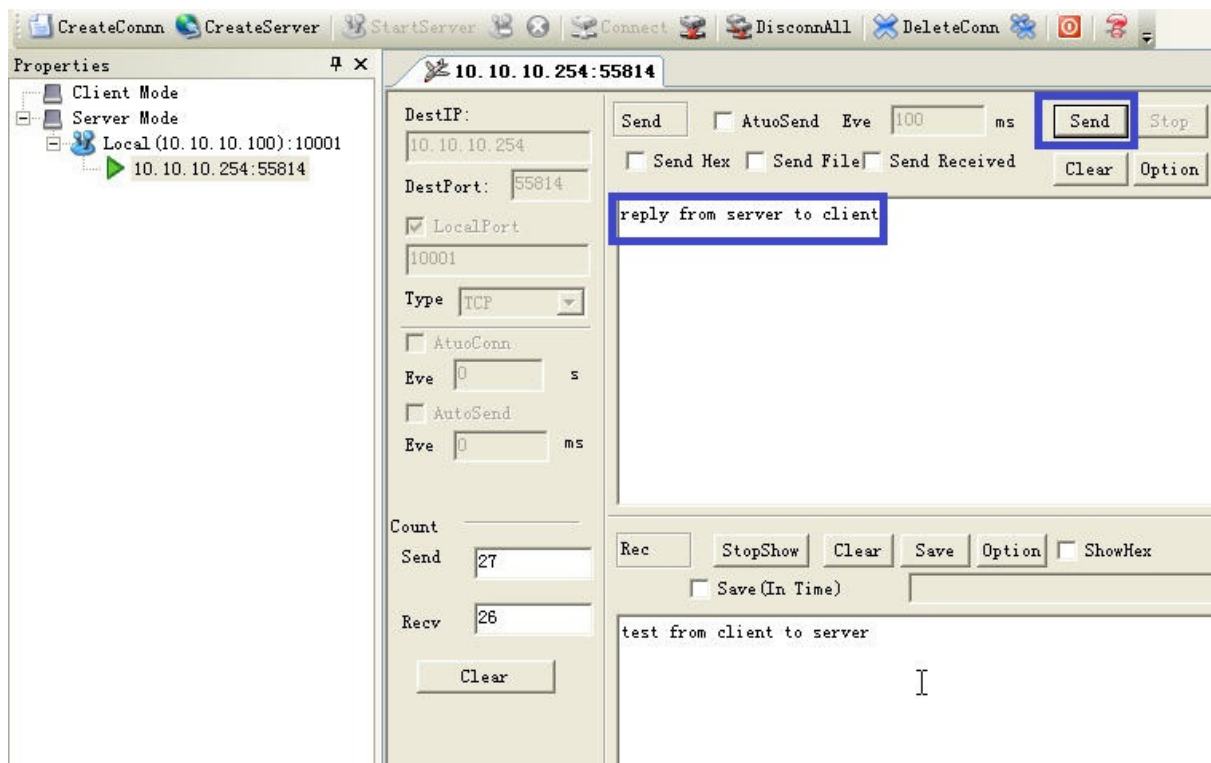 CreateConnn CreateServer StartServer Connect DisconnAll DeleteConn
Properties
Client Mode
Server Mode
Local(10.10.10.100):10001
10.10.10.254:55814
10.10.10.254:55814
DestIP:
10.10.10.254
DestPort: 55814
LocalPort
10001
Type TCP
AtuoConn
Eve 0 s
AutoSend
Eve 0 ms
Count
Send 27
Recv 26
Clear
Send AtuoSend Eve 100 ms Send Stop
Send Hex Send File Send Received Clear Option
reply from server to client
Rec StopShow Clear Save Option ShowHex
Save(In Time)
test from client to server